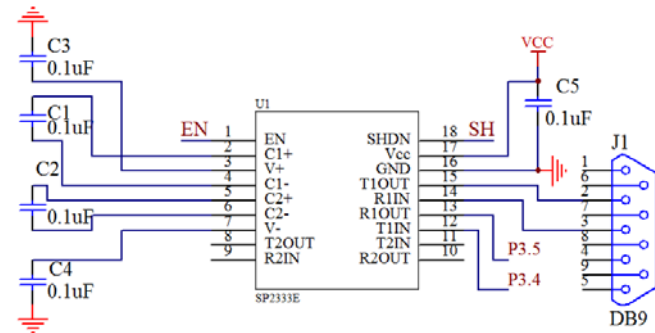 C3
0.1uF
C1
0.1uF
C2
0.1uF
C4
0.1uF
U1
EN
SH
1 EN SHDN 18
2 C1+ Vcc 17
3 V+ GND 16
4 C1- T1OUT 15
5 C2+ R1IN 14
6 C2- R1OUT 13
7 V- T1IN 12
8 T2OUT T2IN 11
9 R2IN R2OUT 10
SP2333E
VCC
C5
0.1uF
P3.5
P3.4
J1
1
6
2
7
3
8
4
9
5
DB9